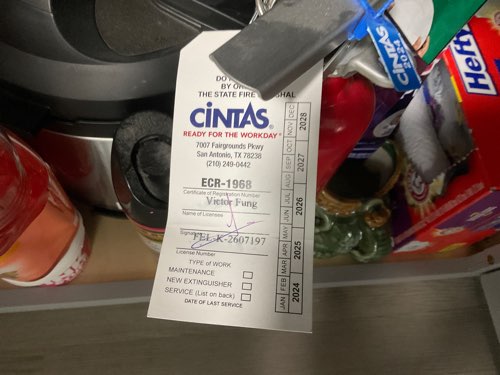 DO
BY OR
THE STATE FIRE SHAL
CINTAS
READY FOR THE WORKDAY®
7007 Fairgrounds Pkwy
San Antonio, TX 78238
(210) 249-0442
ECR-1968
Certificate of Registration Number
Victor Fung
Name of Licensee
Signature
FEL-K-2607197
License Number
TYPE OF WORK
MAINTENANCE
NEW EXTINGUISHER
SERVICE (List on back)
DATE OF LAST SERVICE
JAN FEB MAR APR MAY JUN JUL AUG SEP OCT NOV DEC
2024 2025 2026 2027 2028
CINTAS
2024
Hefty